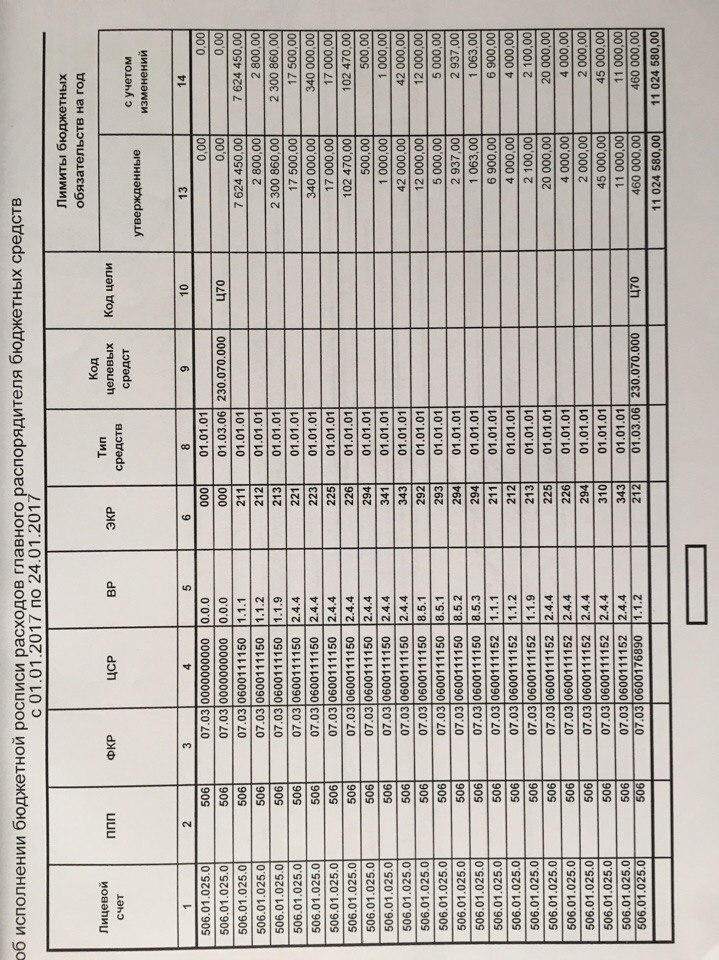 об исполнении бюджетной росписи расходов главного распорядителя бюджетных средств
с 01.01.2017 по 24.01.2017
Лицевой счет ППП ФКР ЦСР ВР ЭКР Тип средств Код целевых средст Код цели Лимиты бюджетных обязательств на год
утвержденные с учетом изменений
1 2 3 4 5 6 8 9 10 13 14
506.01.025.0 506 07.03 0000000000 0.0.0 000 01.01.01 0,00 0,00
506.01.025.0 506 07.03 0000000000 0.0.0 000 01.03.06 230.070.000 Ц70 0,00 0,00
506.01.025.0 506 07.03 0600111150 1.1.1 211 01.01.01 7 624 450,00 7 624 450,00
506.01.025.0 506 07.03 0600111150 1.1.2 212 01.01.01 2 800,00 2 800,00
506.01.025.0 506 07.03 0600111150 1.1.9 213 01.01.01 2 300 860,00 2 300 860,00
506.01.025.0 506 07.03 0600111150 2.4.4 221 01.01.01 17 500,00 17 500,00
506.01.025.0 506 07.03 0600111150 2.4.4 223 01.01.01 340 000,00 340 000,00
506.01.025.0 506 07.03 0600111150 2.4.4 225 01.01.01 17 000,00 17 000,00
506.01.025.0 506 07.03 0600111150 2.4.4 226 01.01.01 102 470,00 102 470,00
506.01.025.0 506 07.03 0600111150 2.4.4 294 01.01.01 500,00 500,00
506.01.025.0 506 07.03 0600111150 2.4.4 341 01.01.01 1 000,00 1 000,00
506.01.025.0 506 07.03 0600111150 2.4.4 343 01.01.01 42 000,00 42 000,00
506.01.025.0 506 07.03 0600111150 8.5.1 292 01.01.01 12 000,00 12 000,00
506.01.025.0 506 07.03 0600111150 8.5.1 293 01.01.01 5 000,00 5 000,00
506.01.025.0 506 07.03 0600111150 8.5.2 294 01.01.01 2 937,00 2 937,00
506.01.025.0 506 07.03 0600111150 8.5.3 294 01.01.01 1 063,00 1 063,00
506.01.025.0 506 07.03 0600111152 1.1.1 211 01.01.01 6 900,00 6 900,00
506.01.025.0 506 07.03 0600111152 1.1.2 212 01.01.01 4 000,00 4 000,00
506.01.025.0 506 07.03 0600111152 1.1.9 213 01.01.01 2 100,00 2 100,00
506.01.025.0 506 07.03 0600111152 2.4.4 225 01.01.01 20 000,00 20 000,00
506.01.025.0 506 07.03 0600111152 2.4.4 226 01.01.01 4 000,00 4 000,00
506.01.025.0 506 07.03 0600111152 2.4.4 294 01.01.01 2 000,00 2 000,00
506.01.025.0 506 07.03 0600111152 2.4.4 310 01.01.01 45 000,00 45 000,00
506.01.025.0 506 07.03 0600111152 2.4.4 343 01.01.01 11 000,00 11 000,00
506.01.025.0 506 07.03 0600176890 1.1.2 212 01.03.06 230.070.000 Ц70 460 000,00 460 000,00
11 024 580,00 11 024 580,00